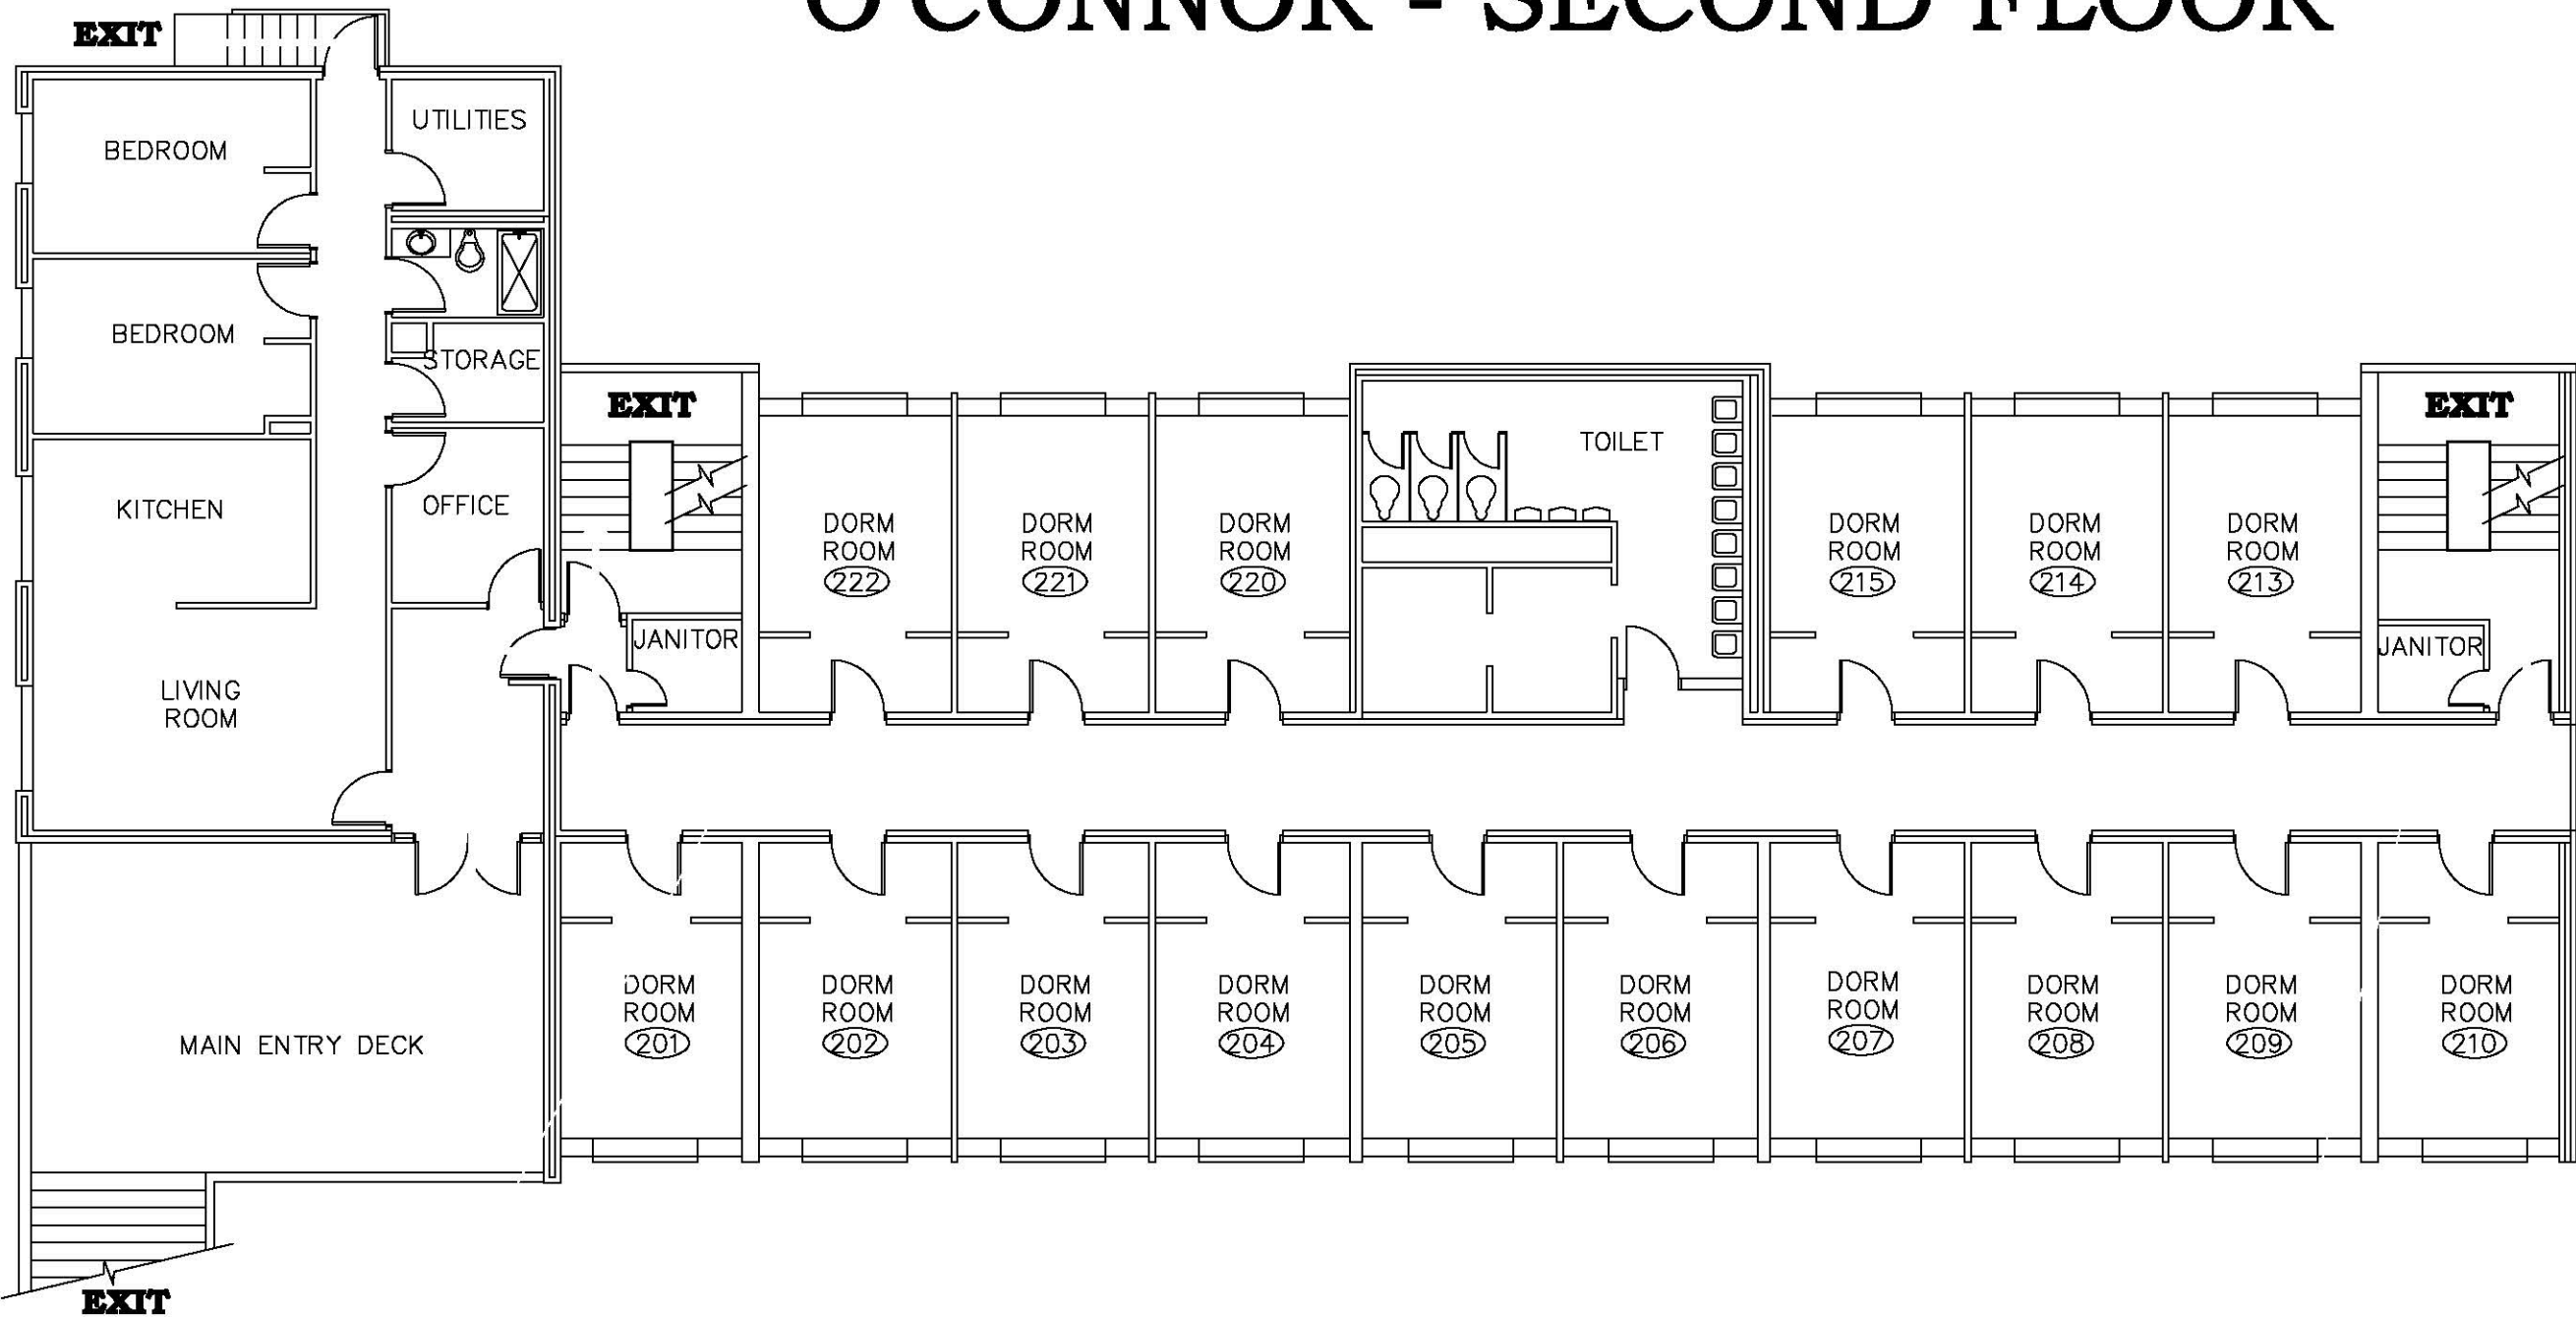 O'CONNOR - SECOND FLOOR
EXIT
UTILITIES
BEDROOM
BEDROOM
STORAGE
EXIT
EXIT
KITCHEN
OFFICE
TOILET
DORM
ROOM
222
DORM
ROOM
221
DORM
ROOM
220
DORM
ROOM
215
DORM
ROOM
214
DORM
ROOM
213
JANITOR
JANITOR
LIVING
ROOM
MAIN ENTRY DECK
DORM
ROOM
201
DORM
ROOM
202
DORM
ROOM
203
DORM
ROOM
204
DORM
ROOM
205
DORM
ROOM
206
DORM
ROOM
207
DORM
ROOM
208
DORM
ROOM
209
DORM
ROOM
210
EXIT